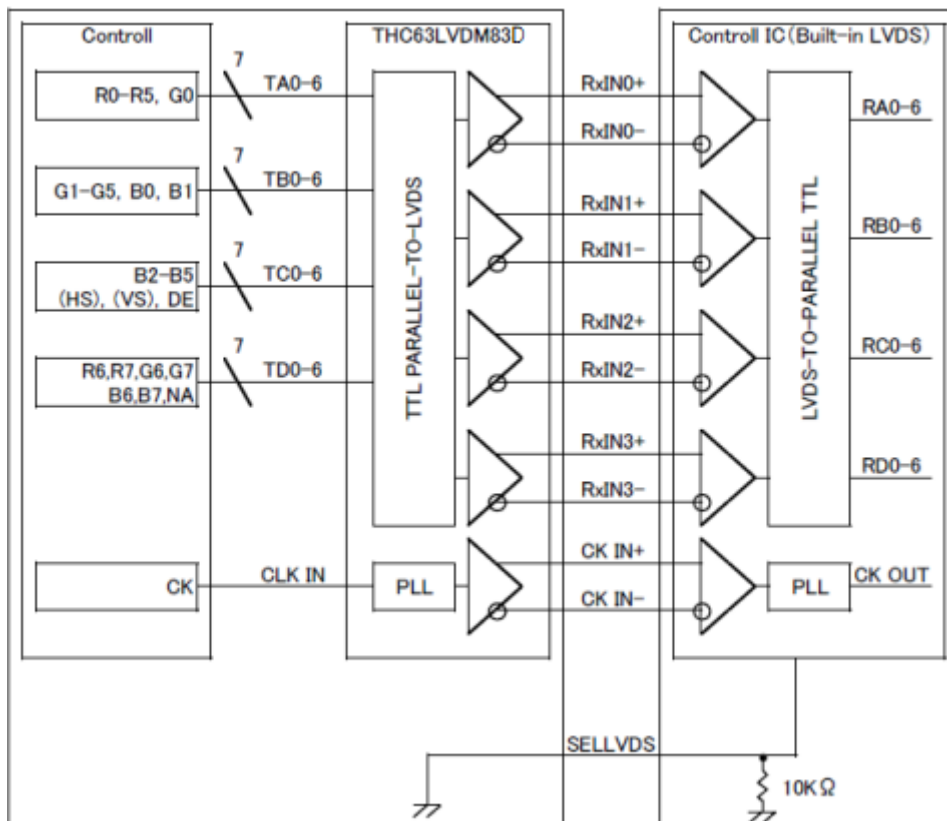 Controll
THC63LVDM83D
Controll IC(Built-in LVDS)
R0-R5, G0
7
TA0-6
RxIN0+
RxIN0-
RA0-6
G1-G5, B0, B1
7
TB0-6
RxIN1+
RxIN1-
RB0-6
B2-B5
(HS), (VS), DE
7
TC0-6
RxIN2+
RxIN2-
RC0-6
R6,R7,G6,G7
B6,B7,NA
7
TD0-6
RxIN3+
RxIN3-
RD0-6
TTL PARALLEL-TO-LVDS
LVDS-TO-PARALLEL TTL
CK
CLK IN
PLL
CK IN+
CK IN-
PLL
CK OUT
SELLVDS
10KΩ